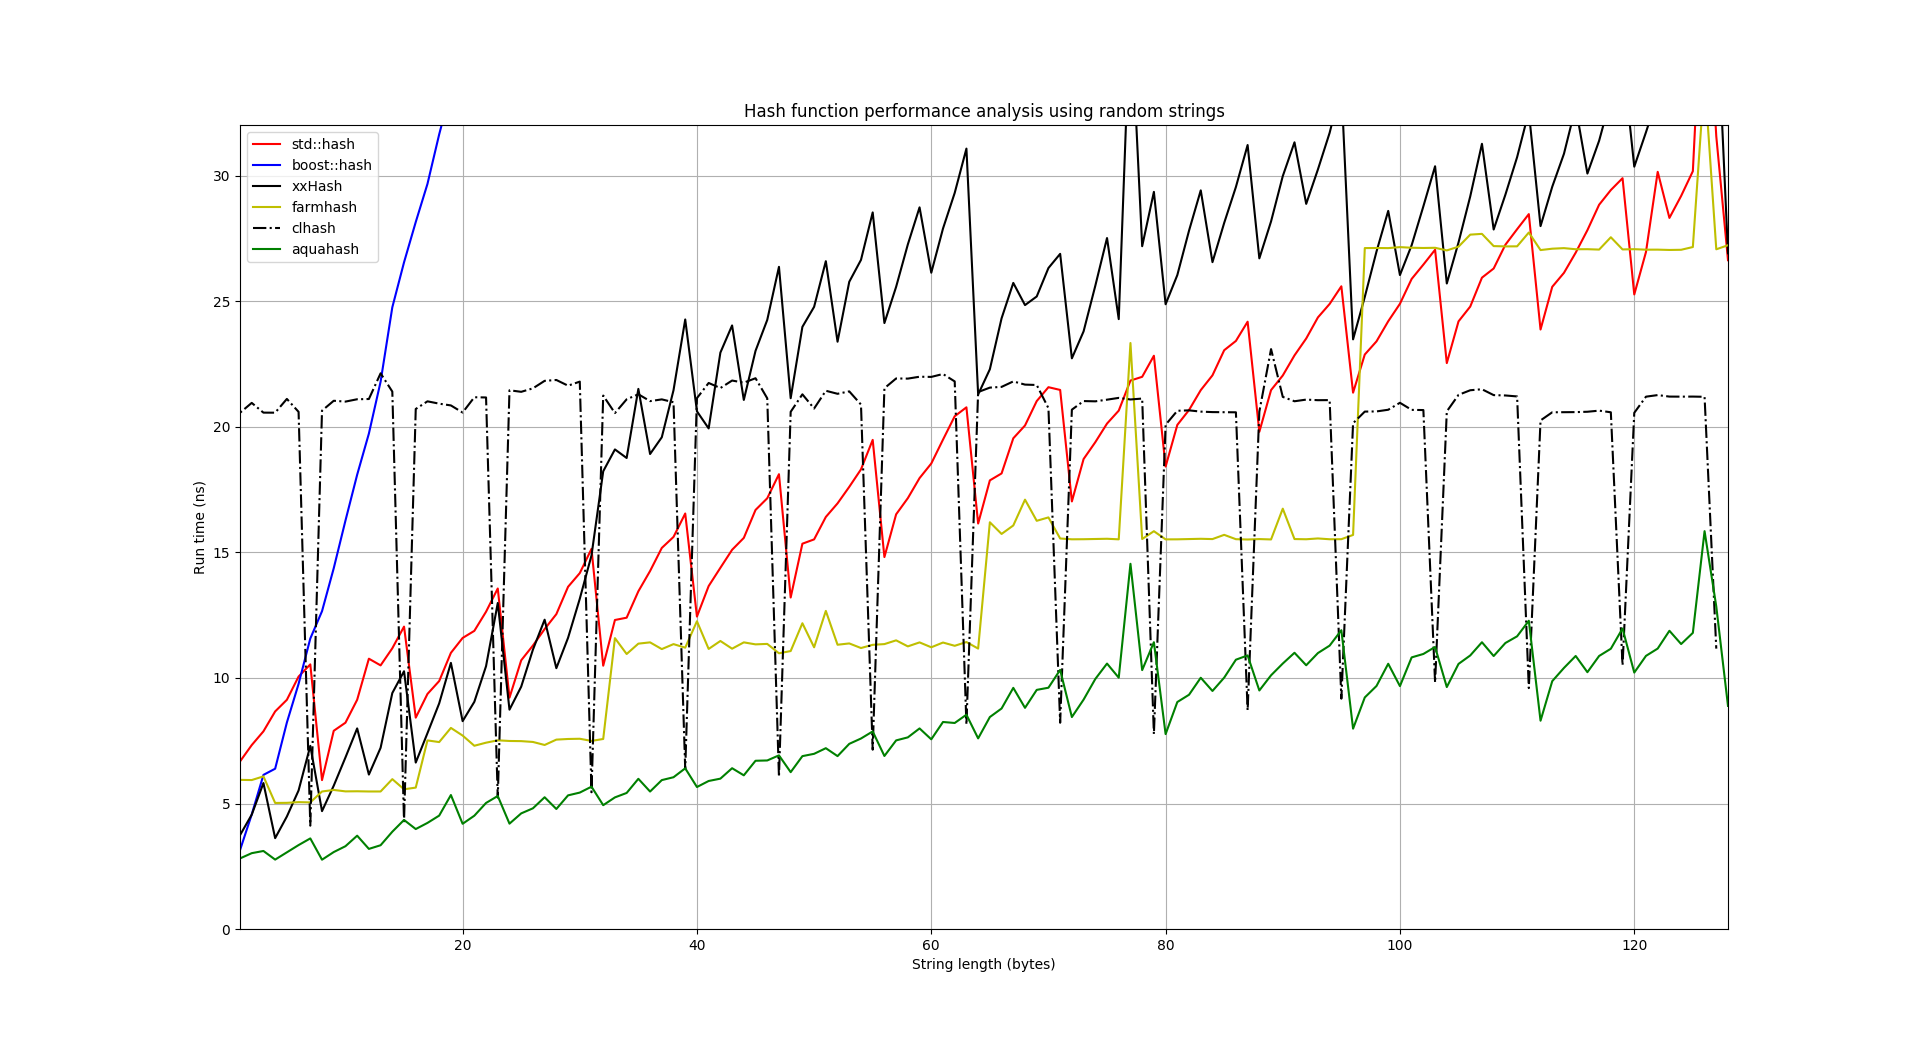 Hash function performance analysis using random strings
std::hash
boost::hash
xxHash
farmhash
clhash
aquahash
Run time (ns)
30
25
20
15
10
5
0
20 40 60 80 100 120
String length (bytes)